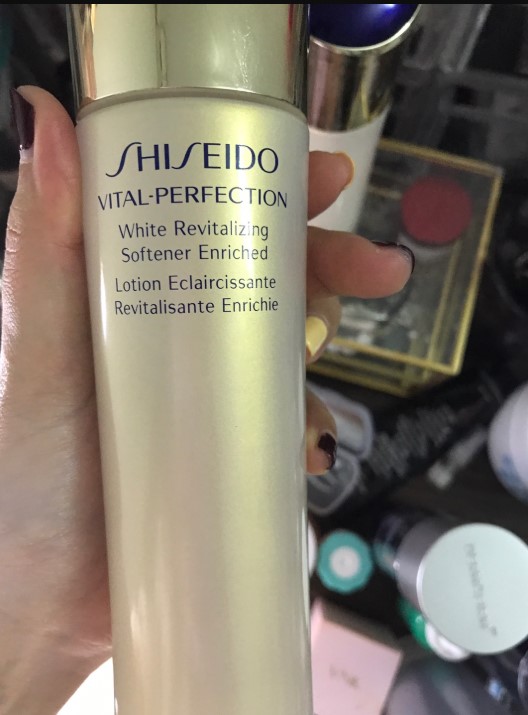 SHISEIDO
VITAL-PERFECTION
White Revitalizing
Softener Enriched
Lotion Eclaircissante
Revitalisante Enrichie